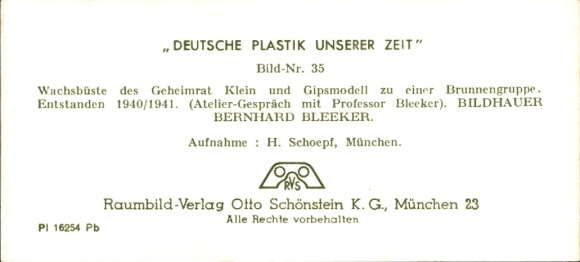 „DEUTSCHE PLASTIK UNSERER ZEIT"
Bild-Nr. 35
Wachsbüste des Geheimrat Klein und Gipsmodell zu einer Brunnengruppe.
Entstanden 1940/1941. (Atelier-Gespräch mit Professor Bleeker). BILDHAUER
BERNHARD BLEEKER.
Aufnahme : H. Schoepf, München.
RVS
Raumbild-Verlag Otto Schönstein K. G., München 23
Alle Rechte vorbehalten
Pl 16254 Pb